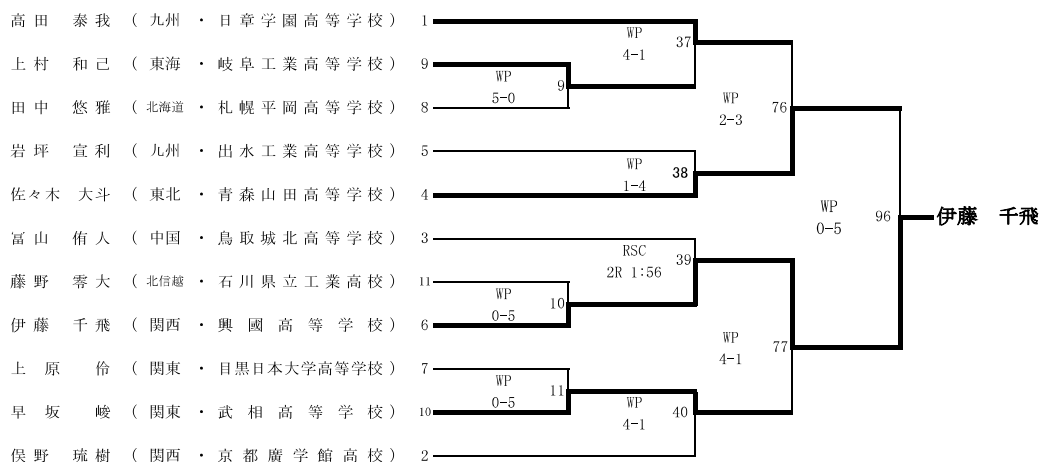 高田 泰我 ( 九州 ・ 日章学園高等学校 ) 1
WP
4-1
37
上村 和己 ( 東海 ・ 岐阜工業高等学校 ) 9
WP
5-0
9
田中 悠雅 ( 北海道 ・ 札幌平岡高等学校 ) 8
WP
2-3
76
岩坪 宣利 ( 九州 ・ 出水工業高等学校 ) 5
WP
1-4
38
佐々木 大斗 ( 東北 ・ 青森山田高等学校 ) 4
WP
0-5
96
伊藤 千飛
冨山 侑人 ( 中国 ・ 鳥取城北高等学校 ) 3
RSC
2R 1:56
39
藤野 零大 ( 北信越 ・ 石川県立工業高校 ) 11
WP
0-5
10
伊藤 千飛 ( 関西 ・ 興國高等学校 ) 6
WP
4-1
77
上原 伶 ( 関東 ・ 目黒日本大学高等学校 ) 7
WP
0-5
11
早坂 峻 ( 関東 ・ 武相高等学校 ) 10
WP
4-1
40
俣野 琉樹 ( 関西 ・ 京都廣学館高校 ) 2